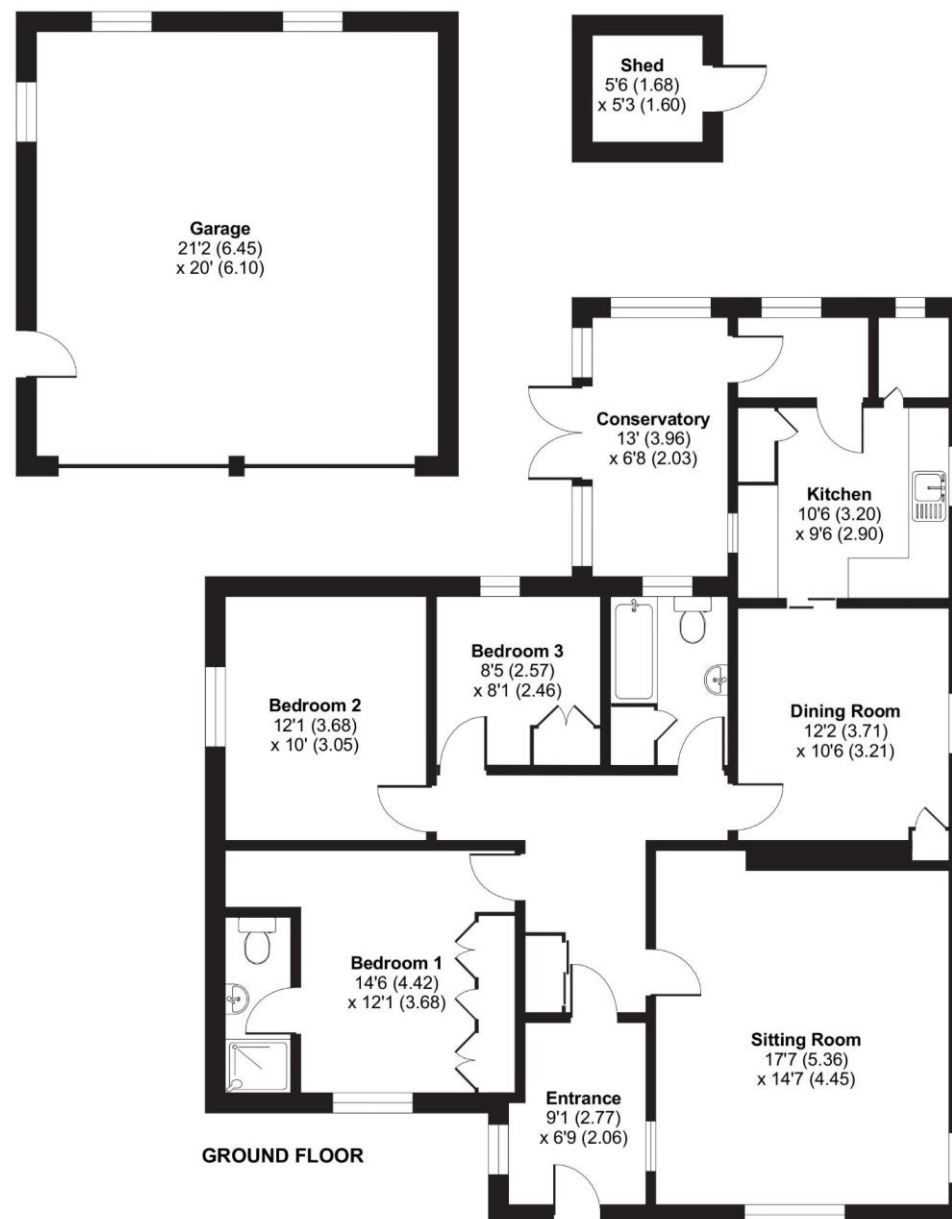 Shed
5'6 (1.68)
x 5'3 (1.60)
Garage
21'2 (6.45)
x 20' (6.10)
Conservatory
13' (3.96)
x 6'8 (2.03)
Kitchen
10'6 (3.20)
x 9'6 (2.90)
Bedroom 3
8'5 (2.57)
x 8'1 (2.46)
Bedroom 2
12'1 (3.68)
x 10' (3.05)
Dining Room
12'2 (3.71)
x 10'6 (3.21)
Bedroom 1
14'6 (4.42)
x 12'1 (3.68)
Sitting Room
17'7 (5.36)
x 14'7 (4.45)
Entrance
9'1 (2.77)
x 6'9 (2.06)
GROUND FLOOR